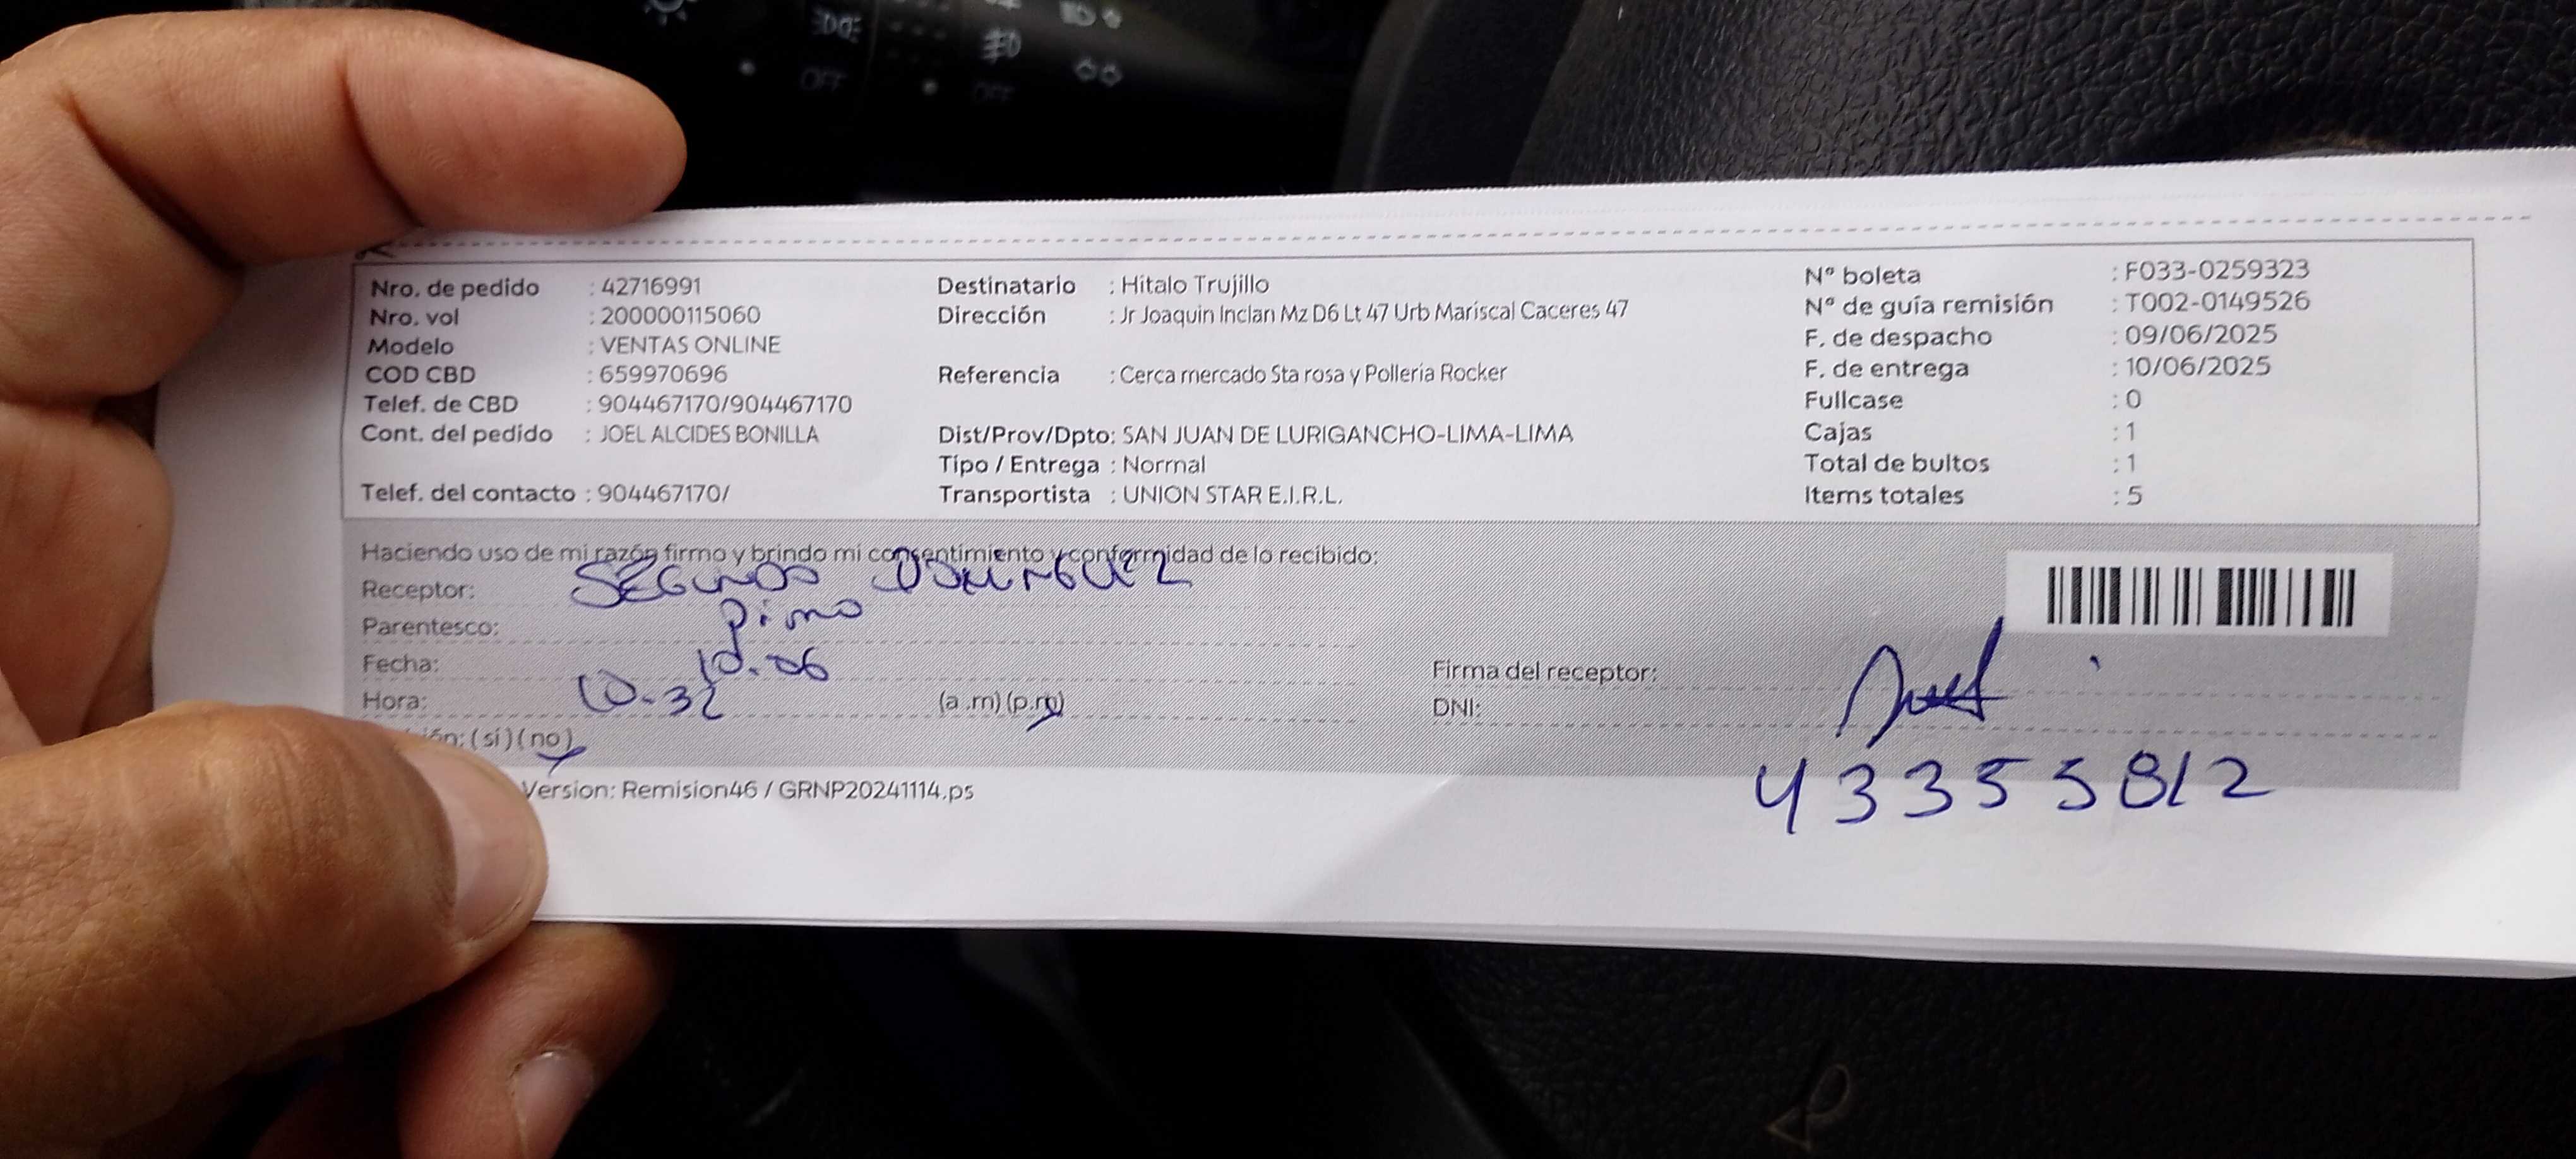 Nro. de pedido : 42716991
Nro. vol : 200000115060
Modelo : VENTAS ONLINE
COD CBD : 659970696
Telef. de CBD : 904467170/904467170
Cont. del pedido : JOEL ALCIDES BONILLA
Telef. del contacto : 904467170/
Destinatario : Hitalo Trujillo
Dirección : Jr Joaquin Inclan Mz D6 Lt 47 Urb Mariscal Caceres 47
Referencia : Cerca mercado Sta rosa y Polleria Rocker
Dist/Prov/Dpto: SAN JUAN DE LURIGANCHO-LIMA-LIMA
Tipo / Entrega : Normal
Transportista : UNION STAR E.I.R.L.
N° boleta : F033-0259323
N° de guía remisión : T002-0149526
F. de despacho : 09/06/2025
F. de entrega : 10/06/2025
Fullcase : 0
Cajas : 1
Total de bultos : 1
Items totales : 5
Haciendo uso de mi razón firmo y brindo mi consentimiento y conformidad de lo recibido:
Receptor: SEGUNDO DOMINGUEZ
Parentesco:
Fecha: 10.06
Hora: 10.32 (a.m) (p.m)
(sí) (no)
Firma del receptor:
DNI: 43355812
Version: Remision46 / GRNP20241114.ps
OFF
OFF